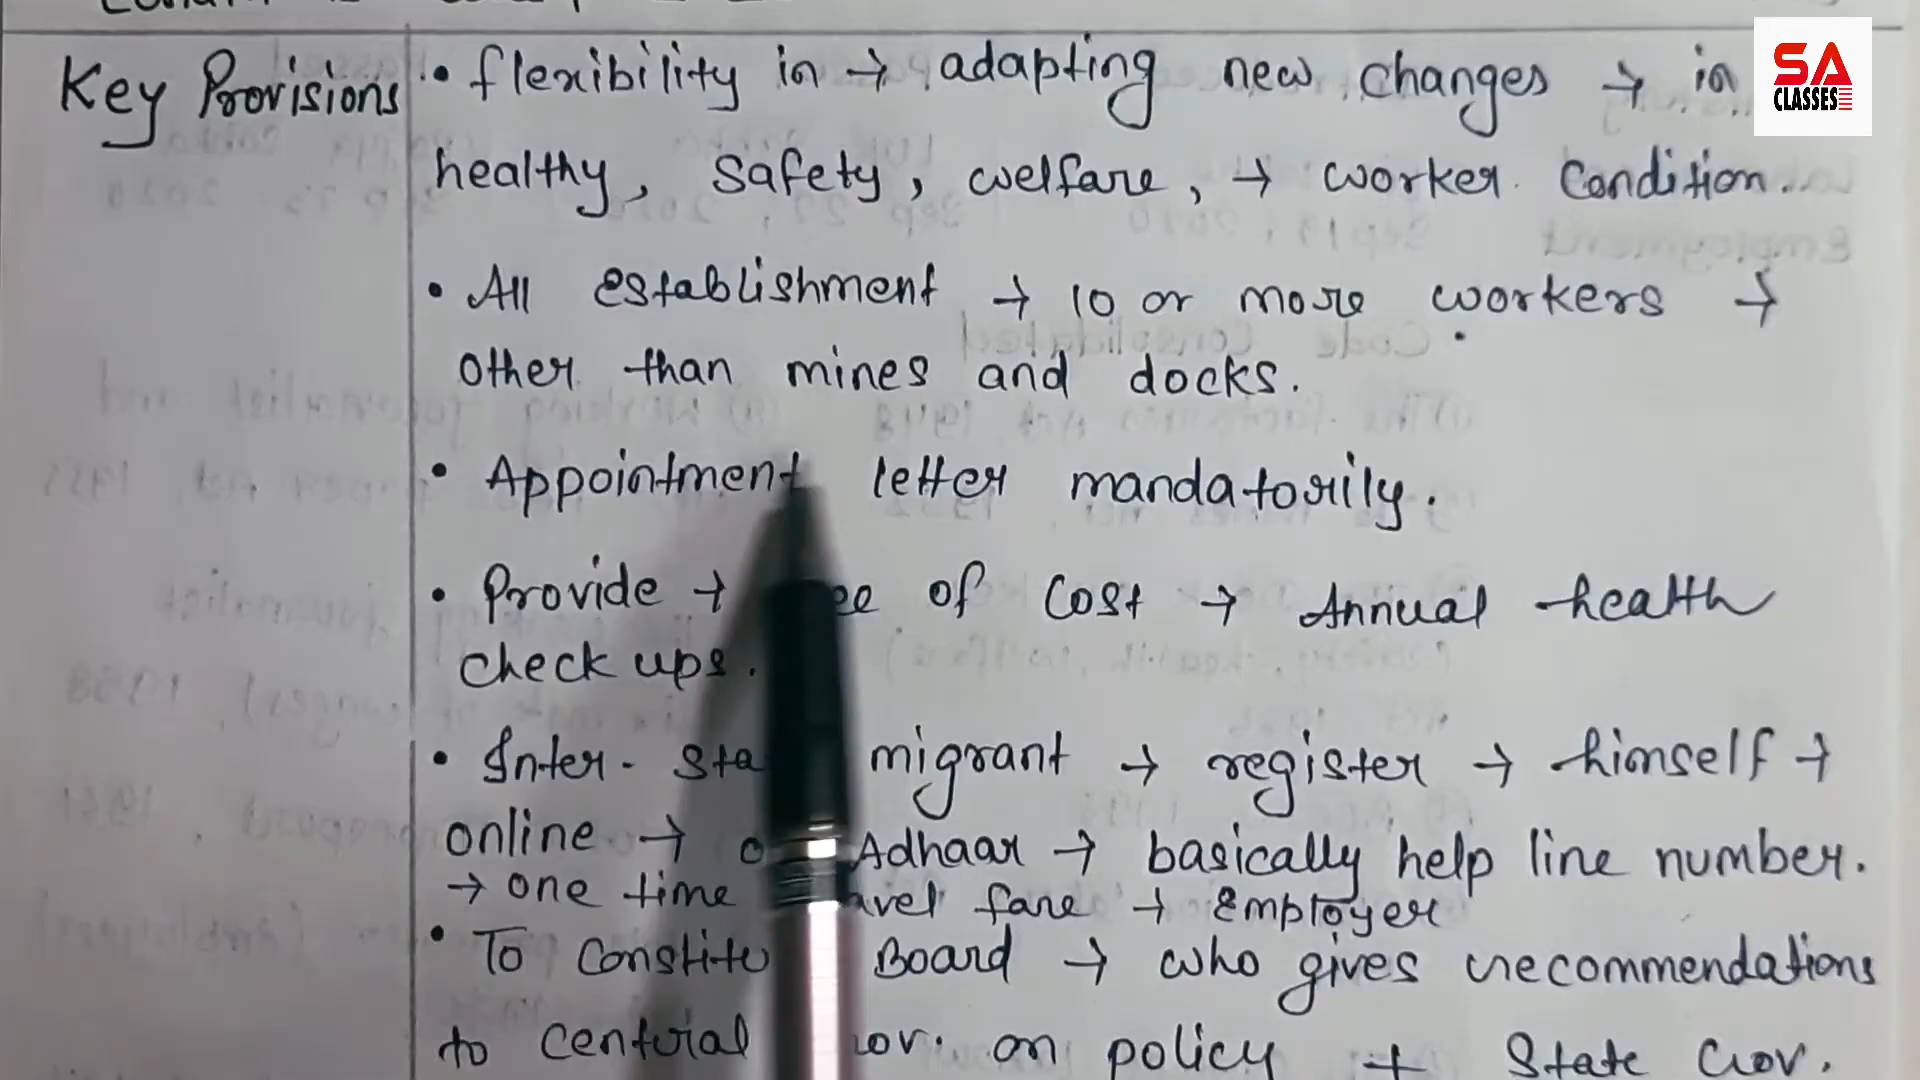 Key Provisions • flexibility in → adapting new changes → in
healthy, safety, welfare, → worker condition.
• All establishment → 10 or more workers →
other than mines and docks.
• Appointment letter mandatorily.
• Provide → of cost → Annual health
check ups.
• Inter-sta migrant → register → himself →
online → Adhaar → basically help line number.
→ one time fare → Employer
• To Constitu Board → who gives recommendations
to central on policy + State Gov.
SA
CLASSES